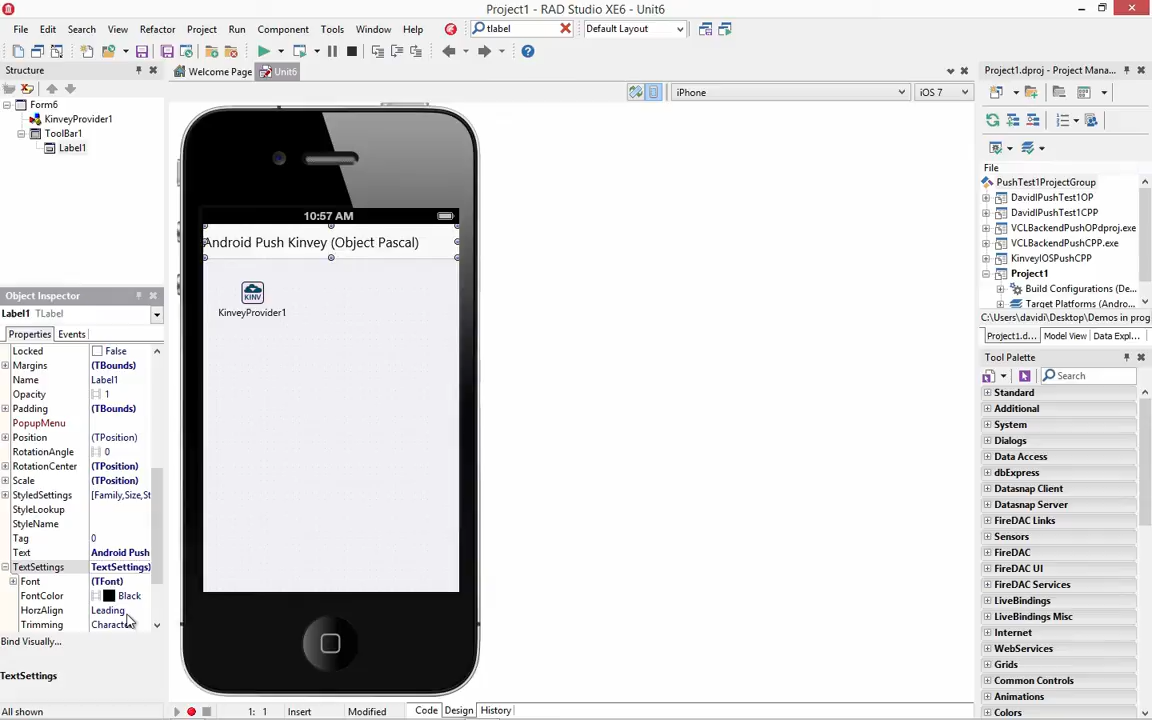 Project1 - RAD Studio XE6 - Unit6
File Edit Search View Refactor Project Run Component Tools Window Help
tlabel
Default Layout
Structure
Welcome Page
Unit6
Project1.dproj - Project Mana...
Form6
KinveyProvider1
ToolBar1
Label1
iPhone
iOS 7
File
PushTest1ProjectGroup
DavidIPushTest1OP
DavidIPushTest1CPP
VCLBackendPushOPdproj.exe
VCLBackendPushCPP.exe
KinveyIOSPushCPP
Project1
Build Configurations (De...
Target Platforms (Andro...
C:\Users\davidi\Desktop\Demos in prog
Project1.d...
Model View
Data Expl...
10:57 AM
Android Push Kinvey (Object Pascal)
KINV
KinveyProvider1
Object Inspector
Label1 TLabel
Properties
Events
Locked False
Margins (TBounds)
Name Label1
Opacity 1
Padding (TBounds)
PopupMenu
Position (TPosition)
RotationAngle 0
RotationCenter (TPosition)
Scale (TPosition)
StyledSettings [Family,Size,St
StyleLookup
StyleName
Tag 0
Text Android Push
TextSettings TextSettings)
Font (TFont)
FontColor Black
HorzAlign Leading
Trimming Character
Bind Visually...
TextSettings
All shown
1: 1
Insert
Modified
Code
Design
History
Tool Palette
Search
Standard
Additional
System
Dialogs
Data Access
dbExpress
Datasnap Client
Datasnap Server
FireDAC Links
Sensors
FireDAC
FireDAC UI
FireDAC Services
LiveBindings
LiveBindings Misc
Internet
WebServices
Grids
Common Controls
Animations
Colors